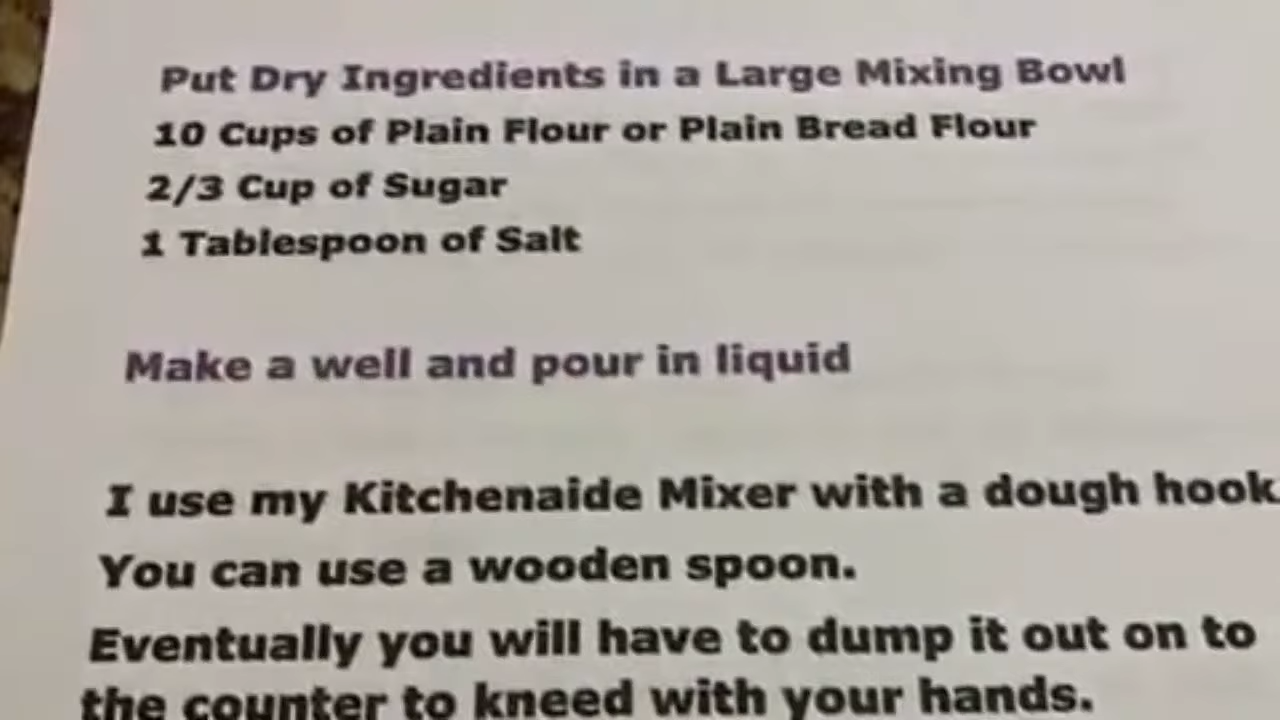 Put Dry Ingredients in a Large Mixing Bowl
10 Cups of Plain Flour or Plain Bread Flour
2/3 Cup of Sugar
1 Tablespoon of Salt
Make a well and pour in liquid
I use my Kitchenaide Mixer with a dough hook
You can use a wooden spoon.
Eventually you will have to dump it out on to
the counter to kneed with your hands.